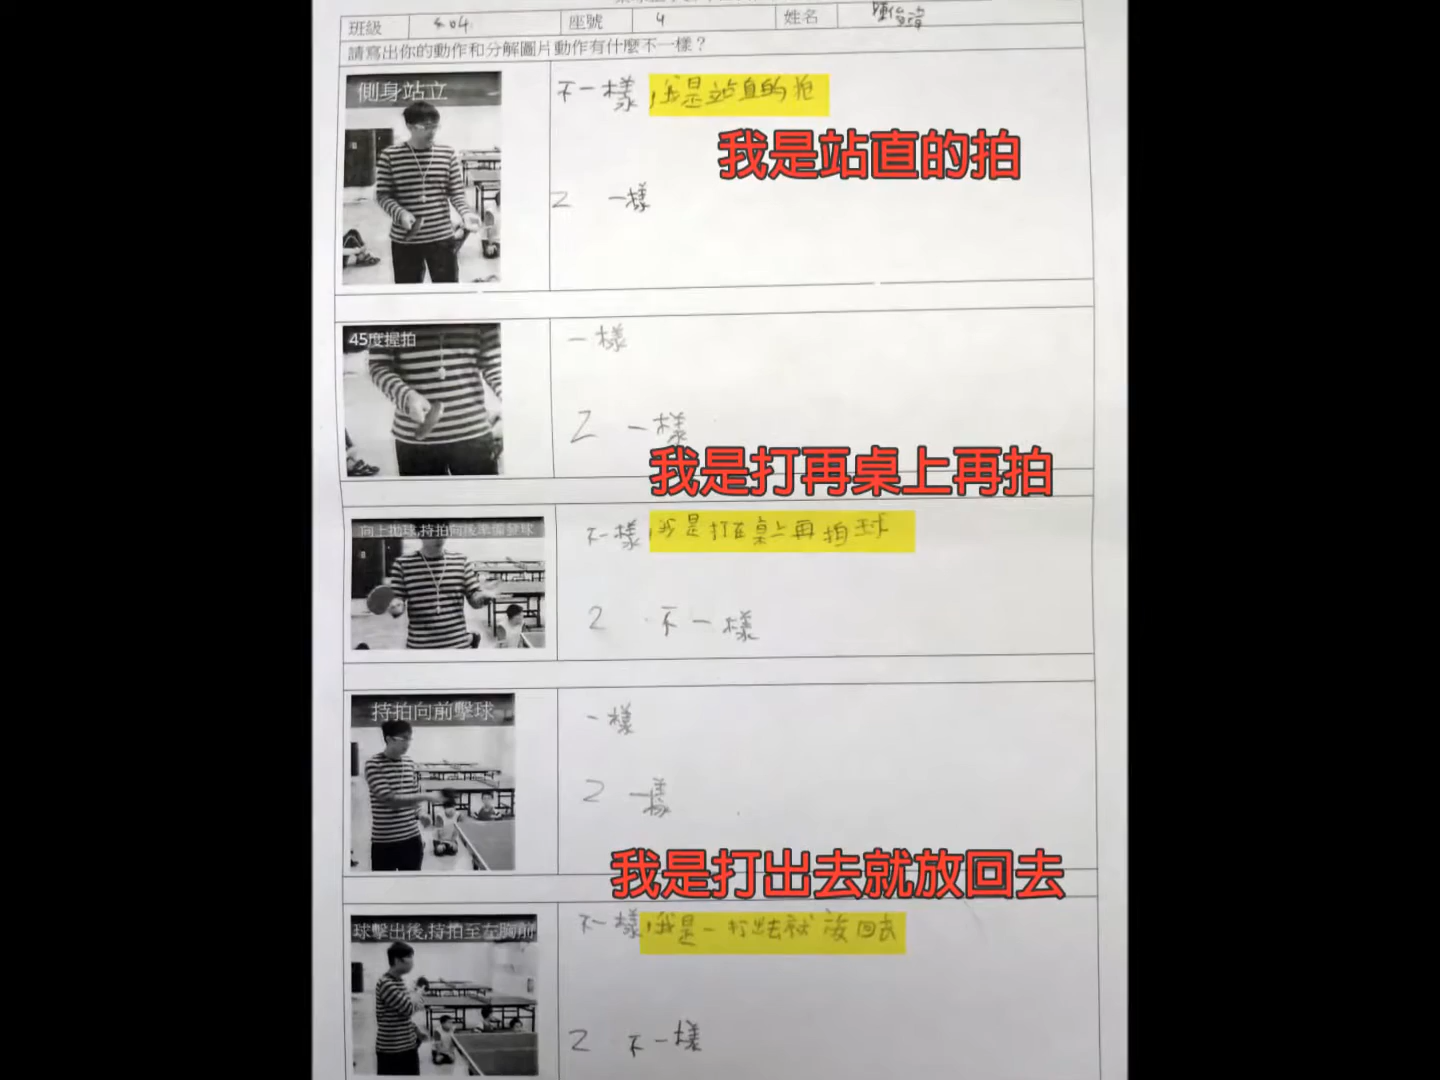 班級 404 座號 4 姓名
請寫出你的動作和分解圖片動作有什麼不一樣？
側身站立
不一樣,我是站直的拍
我是站直的拍
2 一樣
45度握拍
一樣
2 一樣
我是打再桌上再拍
向上拋球,持拍向後準備發球
不一樣,我是打在桌上再拍球
2 不一樣
持拍向前擊球
一樣
2 一樣
我是打出去就放回去
球擊出後,持拍至左胸前
不一樣,我是一打出去就放回去
2 不一樣